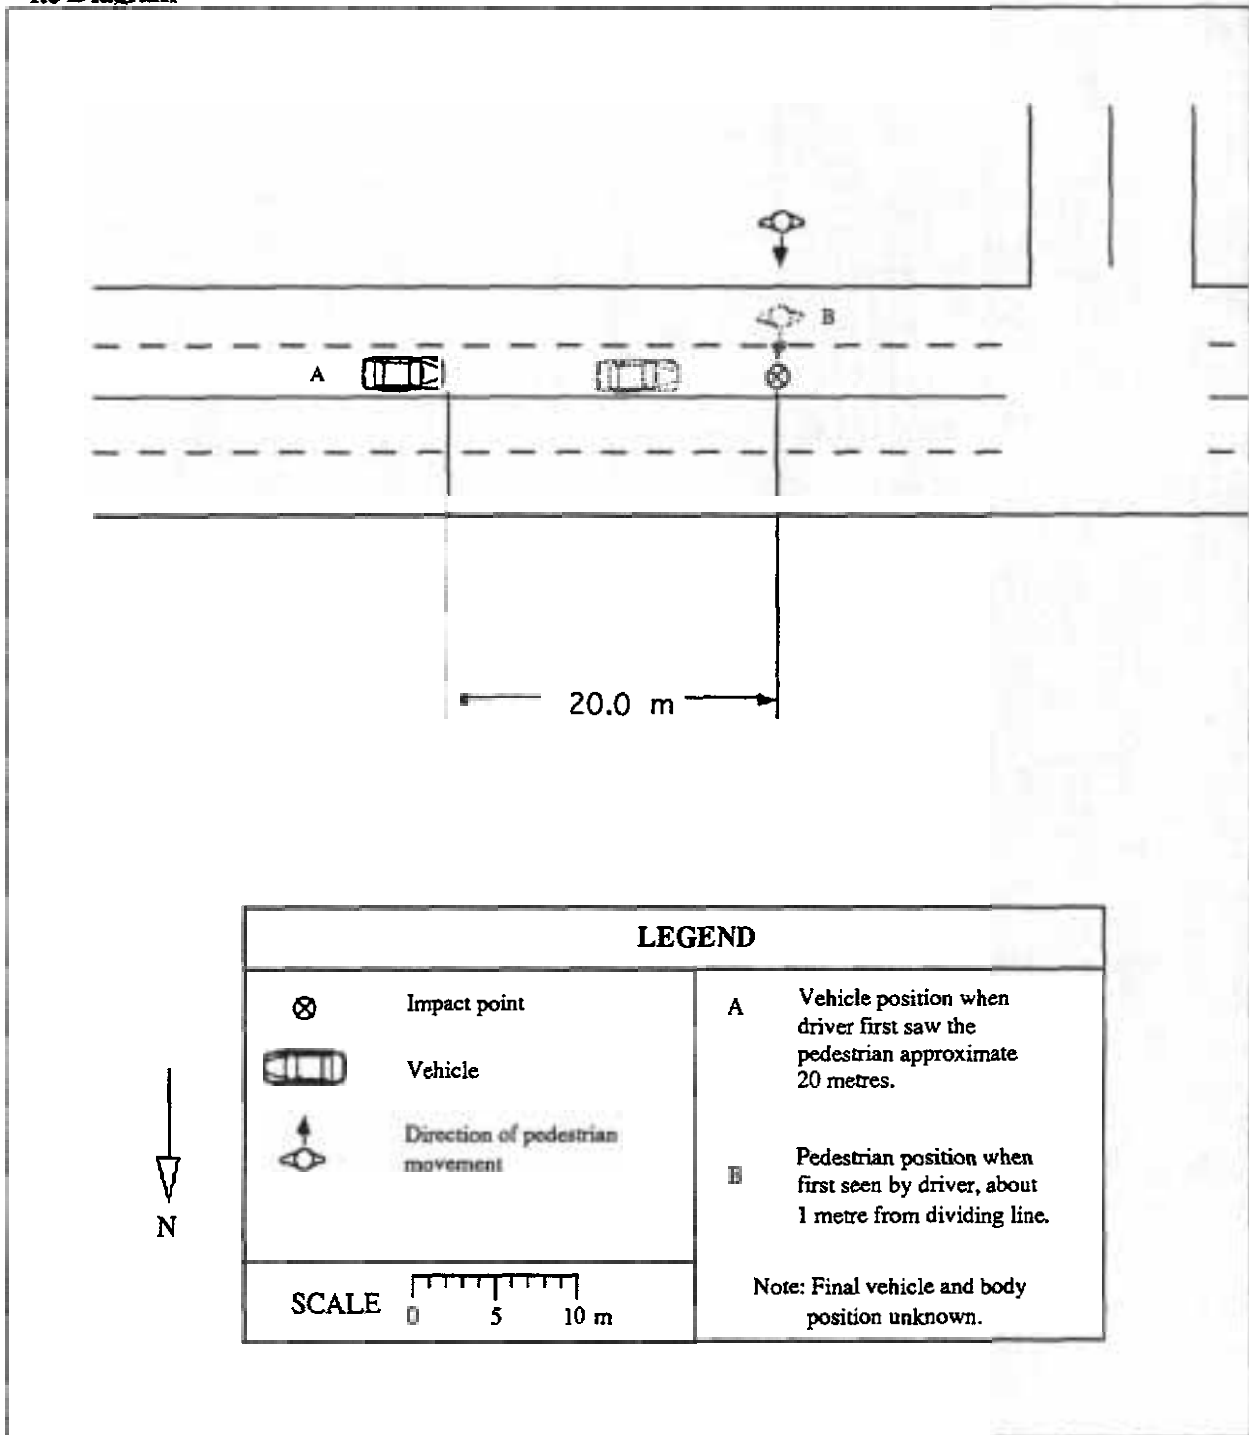 B
A
20.0 m
N
LEGEND
Impact point
Vehicle
Direction of pedestrian
movement
A
Vehicle position when
driver first saw the
pedestrian approximate
20 metres.
B
Pedestrian position when
first seen by driver, about
1 metre from dividing line.
SCALE
0 5 10 m
Note: Final vehicle and body
position unknown.